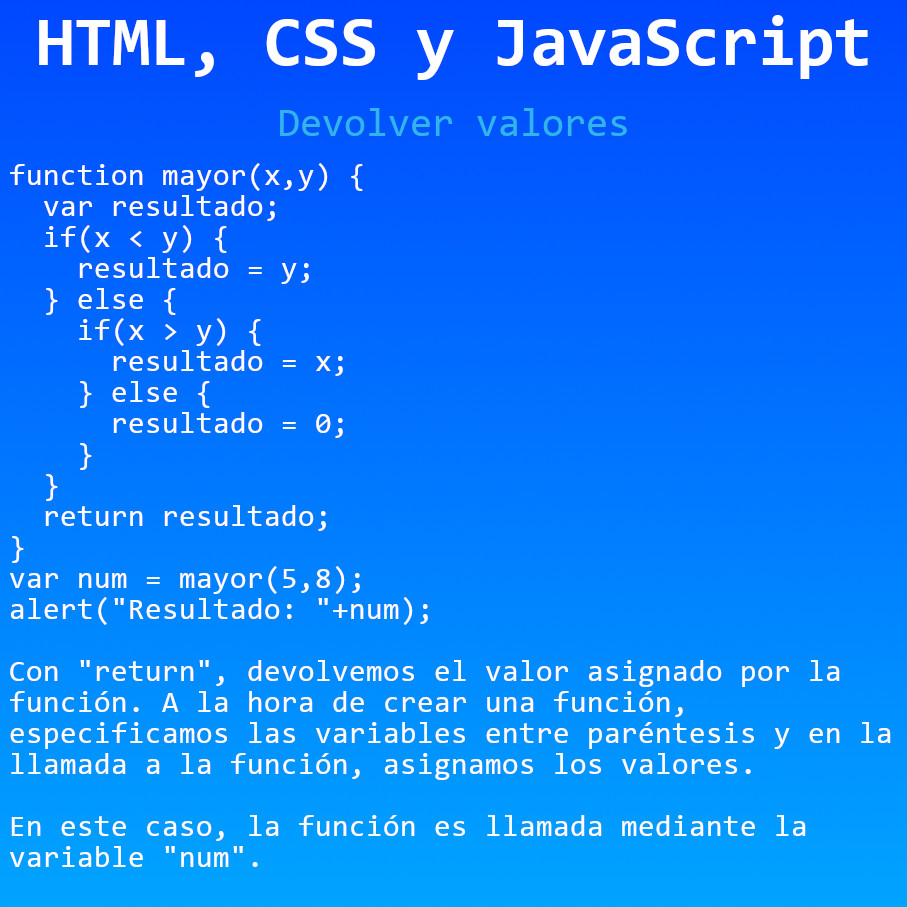 HTML, CSS y JavaScript
Devolver valores
function mayor(x,y) {
  var resultado;
  if(x < y) {
    resultado = y;
  } else {
    if(x > y) {
      resultado = x;
    } else {
      resultado = 0;
    }
  }
  return resultado;
}
var num = mayor(5,8);
alert("Resultado: "+num);
Con "return", devolvemos el valor asignado por la
función. A la hora de crear una función,
especificamos las variables entre paréntesis y en la
llamada a la función, asignamos los valores.
En este caso, la función es llamada mediante la
variable "num".